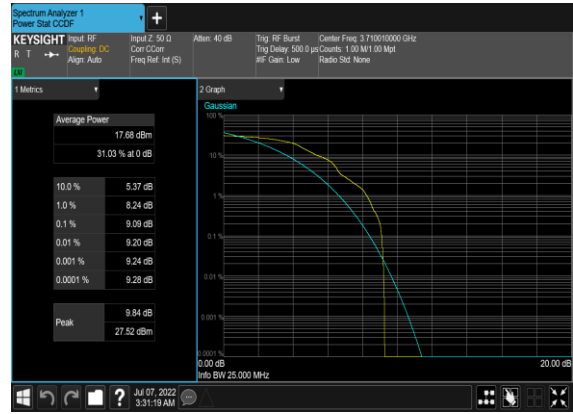 Spectrum Analyzer 1
Power Stat CCDF
KEYSIGHT
R T
LXI
Input: RF
Coupling: DC
Align: Auto
Input Z: 50 Ω
Corr CCorr
Freq Ref: Int (S)
Atten: 40 dB
Trig: RF Burst
Trig Delay: 500.0 µs
#IF Gain: Low
Center Freq: 3.710010000 GHz
Counts: 1.00 M/1.00 Mpt
Radio Std: None
1 Metrics
Average Power
17.68 dBm
31.03 % at 0 dB
10.0 % 5.37 dB
1.0 % 8.24 dB
0.1 % 9.09 dB
0.01 % 9.20 dB
0.001 % 9.24 dB
0.0001 % 9.28 dB
Peak
9.84 dB
27.52 dBm
2 Graph
Gaussian
100 %
10 %
1 %
0.1 %
0.01 %
0.001 %
0.0001 %
0.00 dB
20.00 dB
Info BW 25.000 MHz
?
Jul 07, 2022
3:31:19 AM